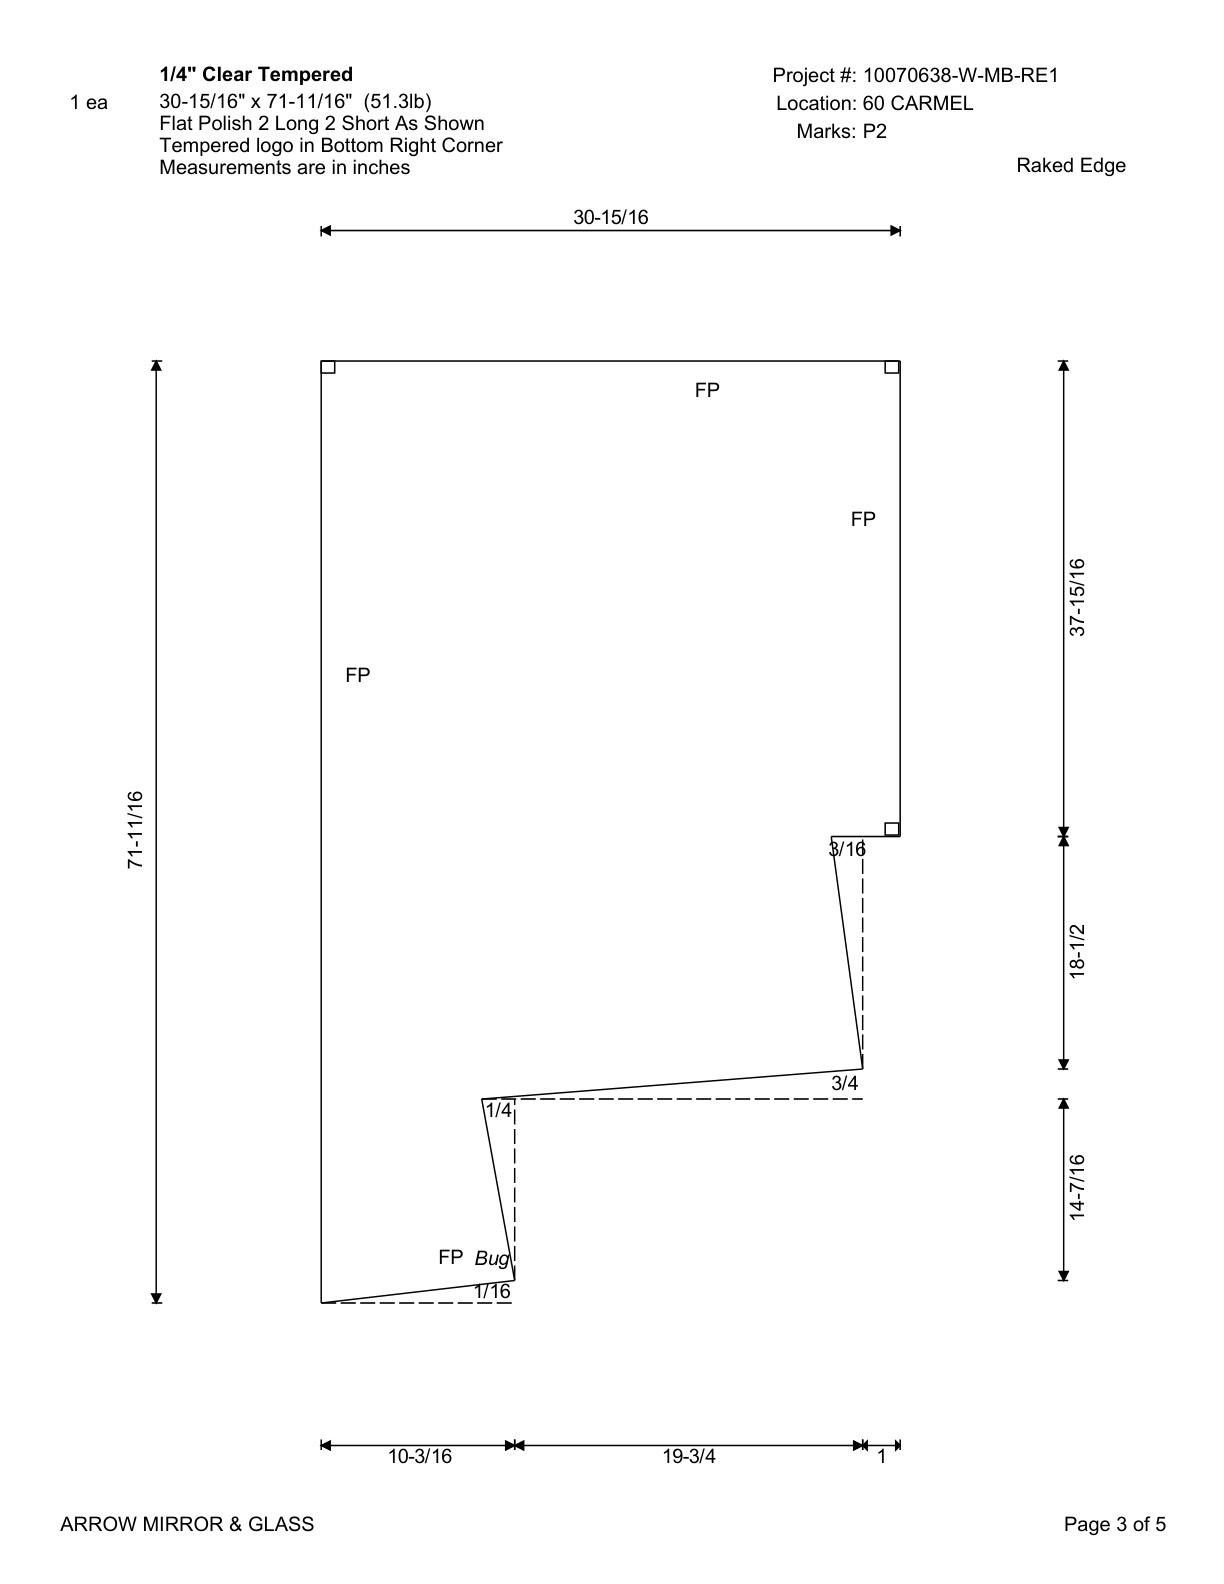 1/4" Clear Tempered
Project #: 10070638-W-MB-RE1
1 ea
30-15/16" x 71-11/16" (51.3lb)
Location: 60 CARMEL
Flat Polish 2 Long 2 Short As Shown
Marks: P2
Tempered logo in Bottom Right Corner
Measurements are in inches
Raked Edge
30-15/16
FP
FP
37-15/16
FP
71-11/16
3/16
18-1/2
3/4
1/4
14-7/16
FP Bug
1/16
10-3/16
19-3/4
1
ARROW MIRROR & GLASS
Page 3 of 5